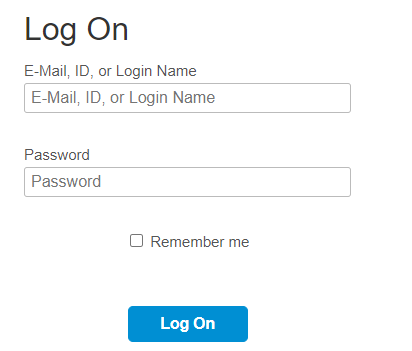 Log On
E-Mail, ID, or Login Name
E-Mail, ID, or Login Name
Password
Password
Remember me
Log On